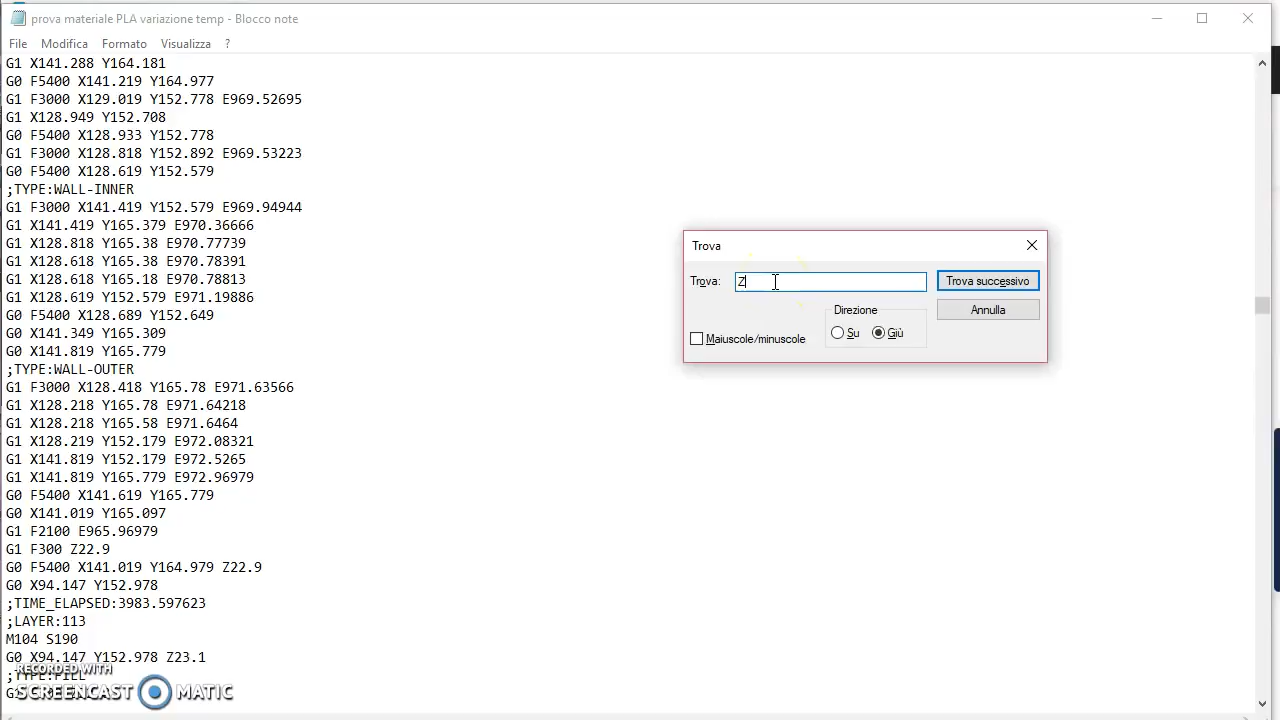 prova materiale PLA variazione temp - Blocco note
File Modifica Formato Visualizza ?
G1 X141.288 Y164.181
G0 F5400 X141.219 Y164.977
G1 F3000 X129.019 Y152.778 E969.52695
G1 X128.949 Y152.708
G0 F5400 X128.933 Y152.778
G1 F3000 X128.818 Y152.892 E969.53223
G0 F5400 X128.619 Y152.579
;TYPE:WALL-INNER
G1 F3000 X141.419 Y152.579 E969.94944
G1 X141.419 Y165.379 E970.36666
G1 X128.818 Y165.38 E970.77739
G1 X128.618 Y165.38 E970.78391
G1 X128.618 Y165.18 E970.78813
G1 X128.619 Y152.579 E971.19886
G0 F5400 X128.689 Y152.649
G1 X141.349 Y165.309
G0 X141.819 Y165.779
;TYPE:WALL-OUTER
G1 F3000 X128.418 Y165.78 E971.63566
G1 X128.218 Y165.78 E971.64218
G1 X128.218 Y165.58 E971.6464
G1 X128.219 Y152.179 E972.08321
G1 X141.819 Y152.179 E972.5265
G1 X141.819 Y165.779 E972.96979
G0 F5400 X141.619 Y165.779
G0 X141.019 Y165.097
G1 F2100 E965.96979
G1 F300 Z22.9
G0 F5400 X141.019 Y164.979 Z22.9
G0 X94.147 Y152.978
;TIME_ELAPSED:3983.597623
;LAYER:113
M104 S190
G0 X94.147 Y152.978 Z23.1
;TYPE:FILL
Trova
Trova: Z
Trova successivo
Annulla
Direzione
Su Giù
Maiuscole/minuscole
RECORDED WITH
SCREENCAST MATIC